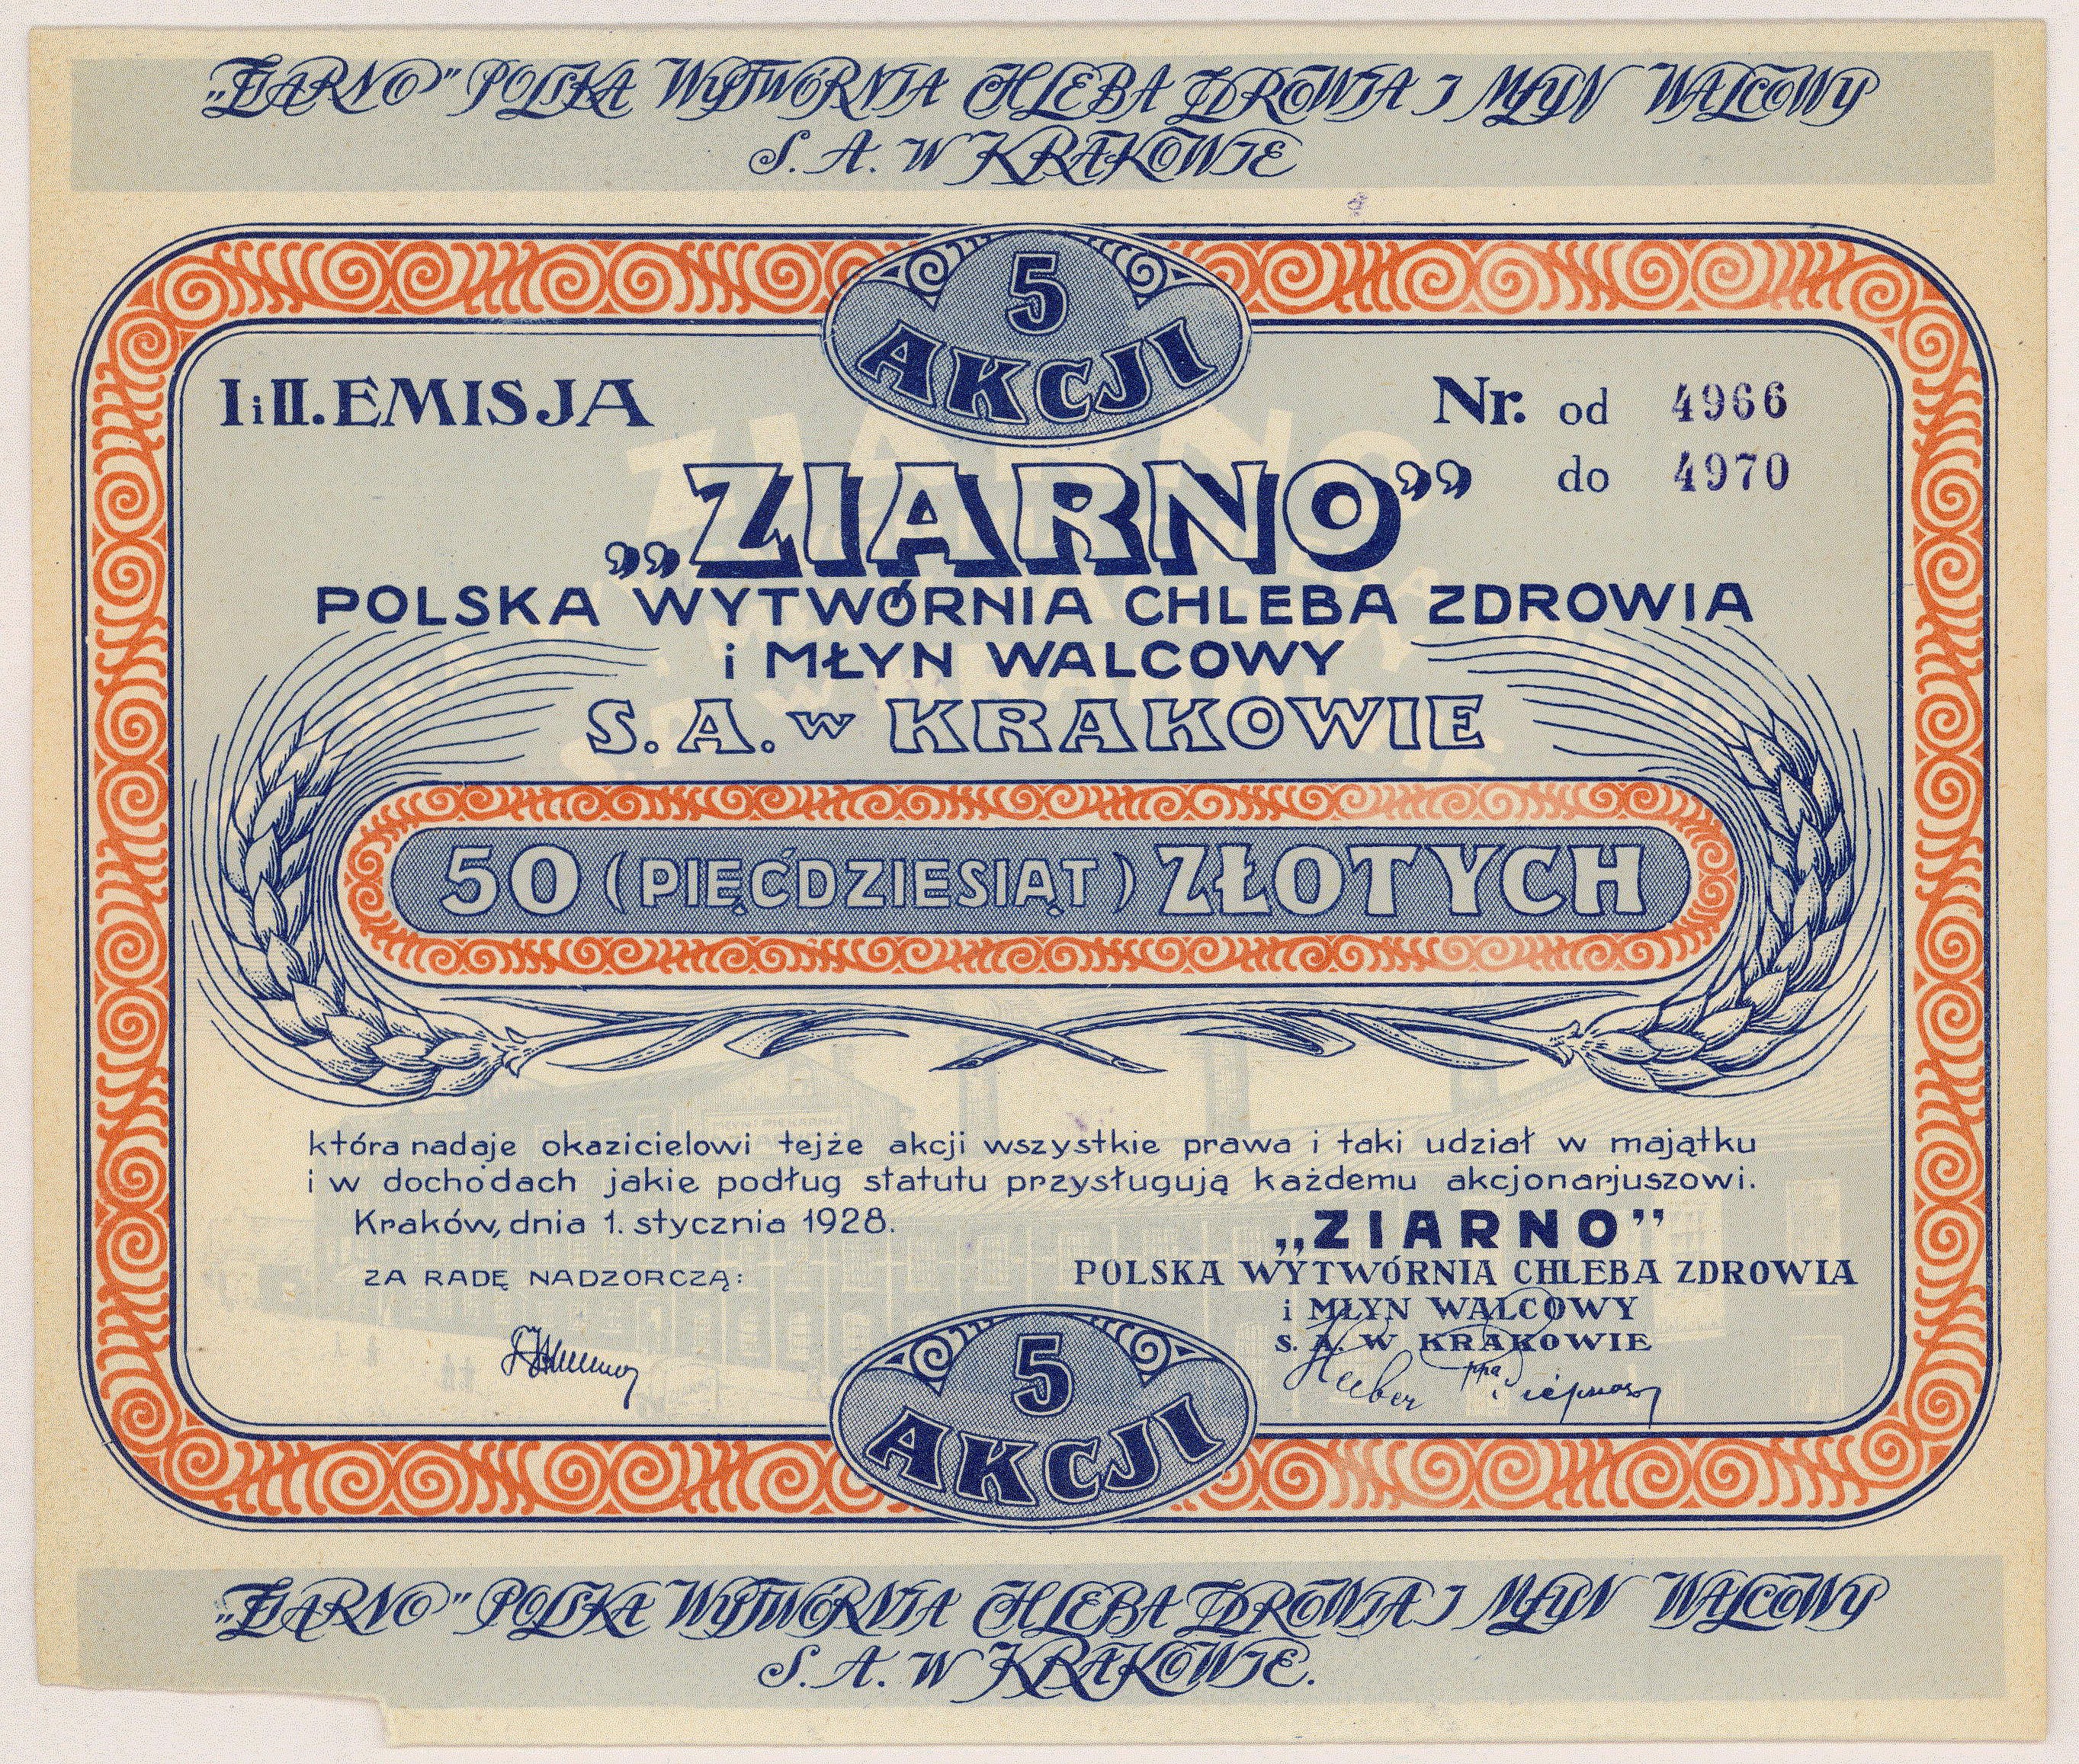 „ZIARNO” POLSKA WYTWÓRNIA CHLEBA ZDROWIA I MŁYN WALCOWY
S. A. W KRAKOWIE
5
AKCJI
I i II. EMISJA
Nr. od 4966
do 4970
„ZIARNO”
POLSKA WYTWÓRNIA CHLEBA ZDROWIA
i MŁYN WALCOWY
S. A. w KRAKOWIE
50 (PIĘĆDZIESIĄT) ZŁOTYCH
która nadaje okazicielowi tejże akcji wszystkie prawa i taki udział w majątku
i w dochodach jakie podług statutu przysługują każdemu akcjonarjuszowi.
Kraków, dnia 1. stycznia 1928.
ZA RADĘ NADZORCZĄ:
„ZIARNO”
POLSKA WYTWÓRNIA CHLEBA ZDROWIA
i MŁYN WALCOWY
S. A. W KRAKOWIE
ppa
5
AKCJI
„ZIARNO” POLSKA WYTWÓRNIA CHLEBA ZDROWIA I MŁYN WALCOWY
S. A. W KRAKOWIE.